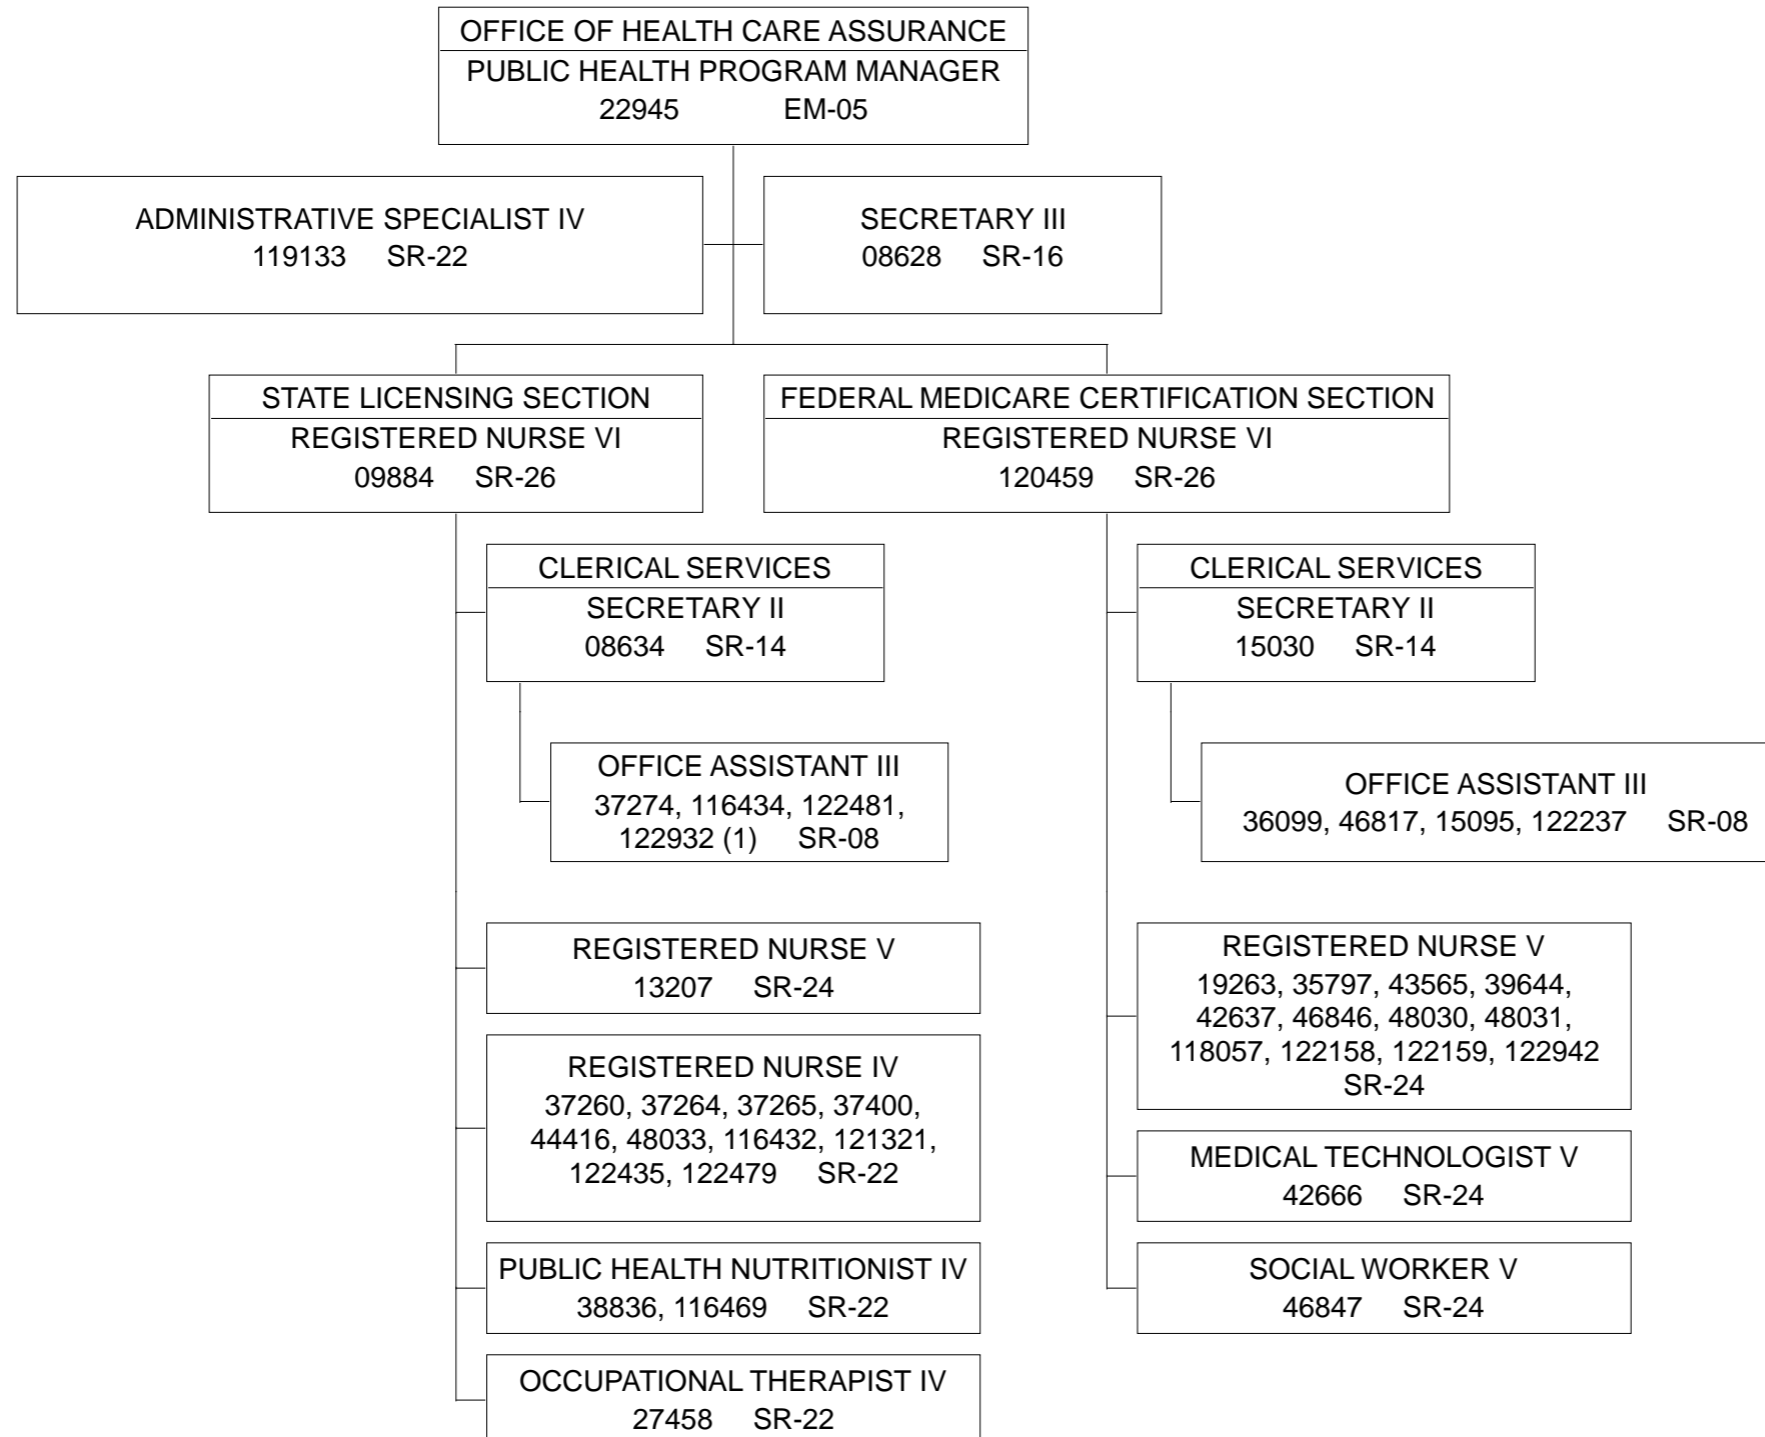 OFFICE OF HEALTH CARE ASSURANCE
PUBLIC HEALTH PROGRAM MANAGER
22945 EM-05
ADMINISTRATIVE SPECIALIST IV
119133 SR-22
SECRETARY III
08628 SR-16
STATE LICENSING SECTION
REGISTERED NURSE VI
09884 SR-26
FEDERAL MEDICARE CERTIFICATION SECTION
REGISTERED NURSE VI
120459 SR-26
CLERICAL SERVICES
SECRETARY II
08634 SR-14
OFFICE ASSISTANT III
37274, 116434, 122481,
122932 (1) SR-08
REGISTERED NURSE V
13207 SR-24
REGISTERED NURSE IV
37260, 37264, 37265, 37400,
44416, 48033, 116432, 121321,
122435, 122479 SR-22
PUBLIC HEALTH NUTRITIONIST IV
38836, 116469 SR-22
OCCUPATIONAL THERAPIST IV
27458 SR-22
CLERICAL SERVICES
SECRETARY II
15030 SR-14
OFFICE ASSISTANT III
36099, 46817, 15095, 122237 SR-08
REGISTERED NURSE V
19263, 35797, 43565, 39644,
42637, 46846, 48030, 48031,
118057, 122158, 122159, 122942
SR-24
MEDICAL TECHNOLOGIST V
42666 SR-24
SOCIAL WORKER V
46847 SR-24